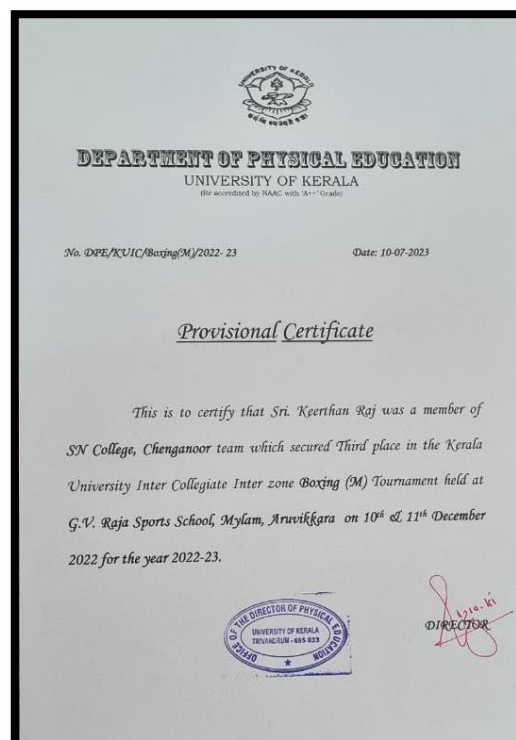 UNIVERSITY OF KERALA
DEPARTMENT OF PHYSICAL EDUCATION
UNIVERSITY OF KERALA
(Re accredited by NAAC with 'A++' Grade)
No. DPE/KUIC/Boxing(M)/2022- 23
Date: 10-07-2023
Provisional Certificate
This is to certify that Sri. Keerthan Raj was a member of
SN College, Chenganoor team which secured Third place in the Kerala
University Inter Collegiate Inter zone Boxing (M) Tournament held at
G.V. Raja Sports School, Mylam, Aruvikkara on 10th & 11th December
2022 for the year 2022-23.
OFFICE OF THE DIRECTOR OF PHYSICAL EDUCATION
UNIVERSITY OF KERALA
TRIVANDRUM - 695 033
DIRECTOR